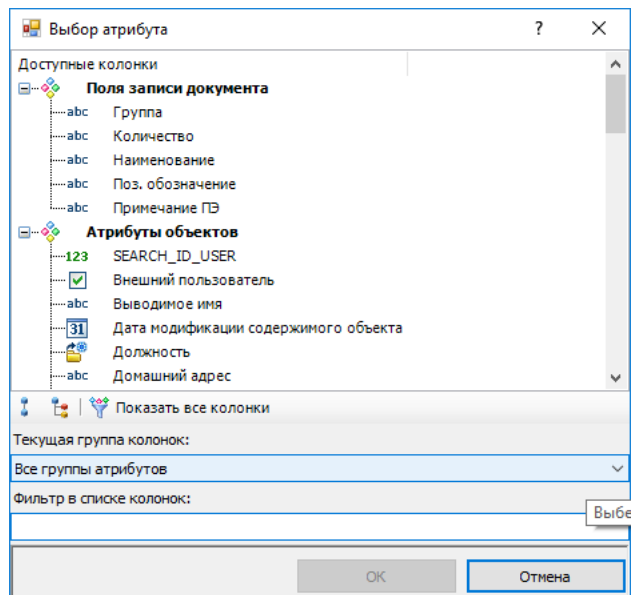 Выбор атрибута ?
Доступные колонки
Поля записи документа
abc Группа
abc Количество
abc Наименование
abc Поз. обозначение
abc Примечание ПЭ
Атрибуты объектов
123 SEARCH_ID_USER
Внешний пользователь
abc Выводимое имя
31 Дата модификации содержимого объекта
Должность
abc Домашний адрес
Показать все колонки
Текущая группа колонок:
Все группы атрибутов
Фильтр в списке колонок:
Выбе
ОК Отмена